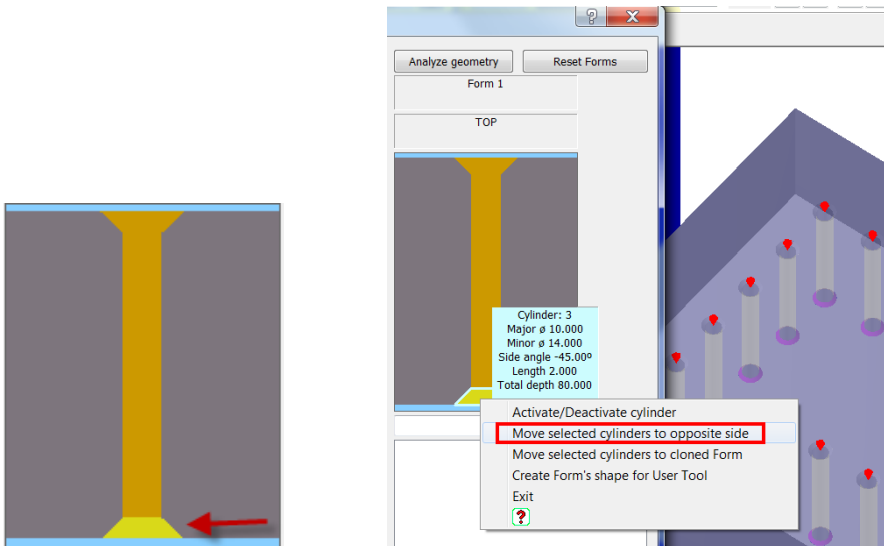 ?
X
Analyze geometry
Reset Forms
Form 1
TOP
Cylinder: 3
Major ø 10.000
Minor ø 14.000
Side angle -45.00º
Length 2.000
Total depth 80.000
Activate/Deactivate cylinder
Move selected cylinders to opposite side
Move selected cylinders to cloned Form
Create Form's shape for User Tool
Exit
?